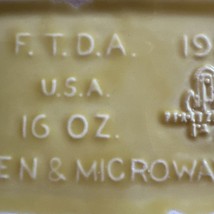 F.T.D.A. 19
U.S.A.
16 OZ.
EN & MICROWA